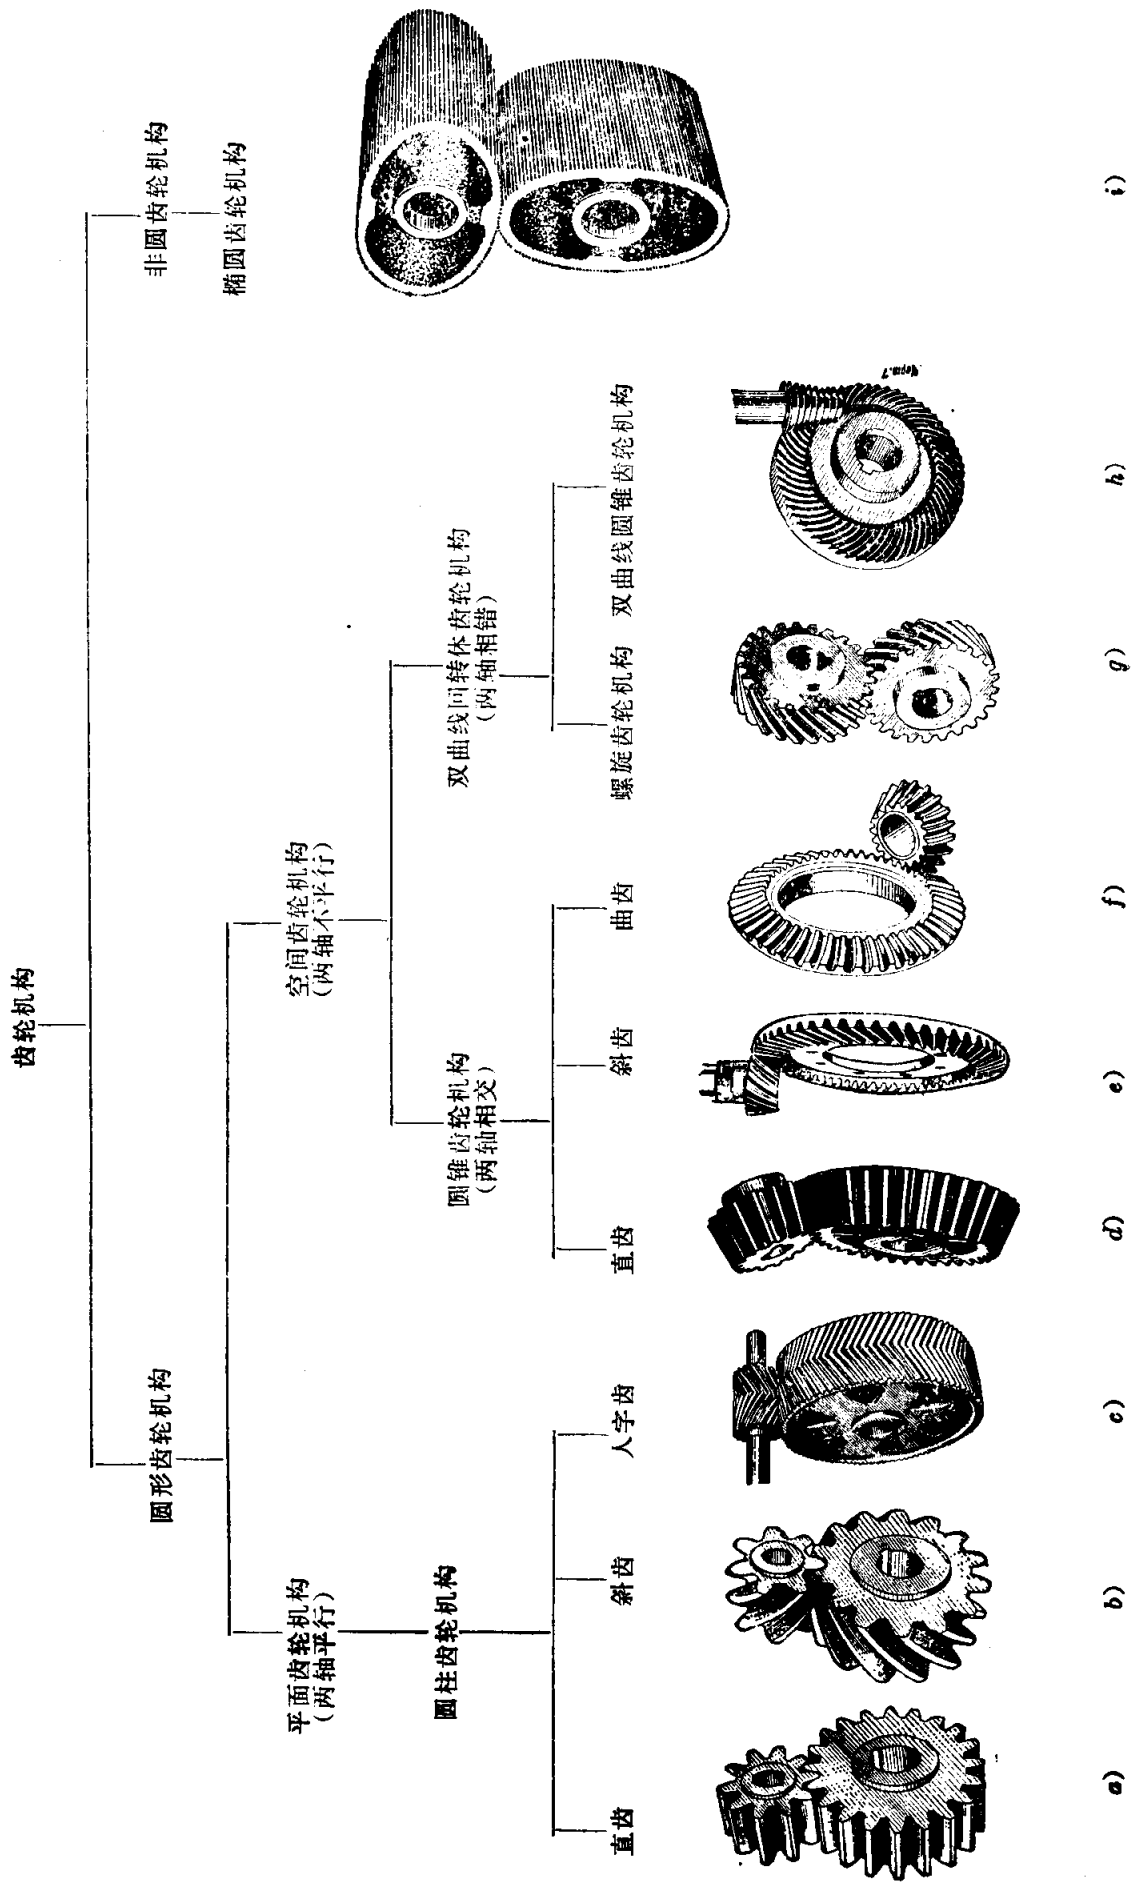 齿轮机构
圆形齿轮机构
非圆齿轮机构
椭圆齿轮机构
平面齿轮机构
(两轴平行)
空间齿轮机构
(两轴不平行)
圆柱齿轮机构
圆锥齿轮机构
(两轴相交)
双曲线回转体齿轮机构
(两轴相错)
直齿
斜齿
人字齿
直齿
斜齿
曲齿
螺旋齿轮机构
双曲线圆锥齿轮机构
a)
b)
c)
d)
e)
f)
g)
h)
i)